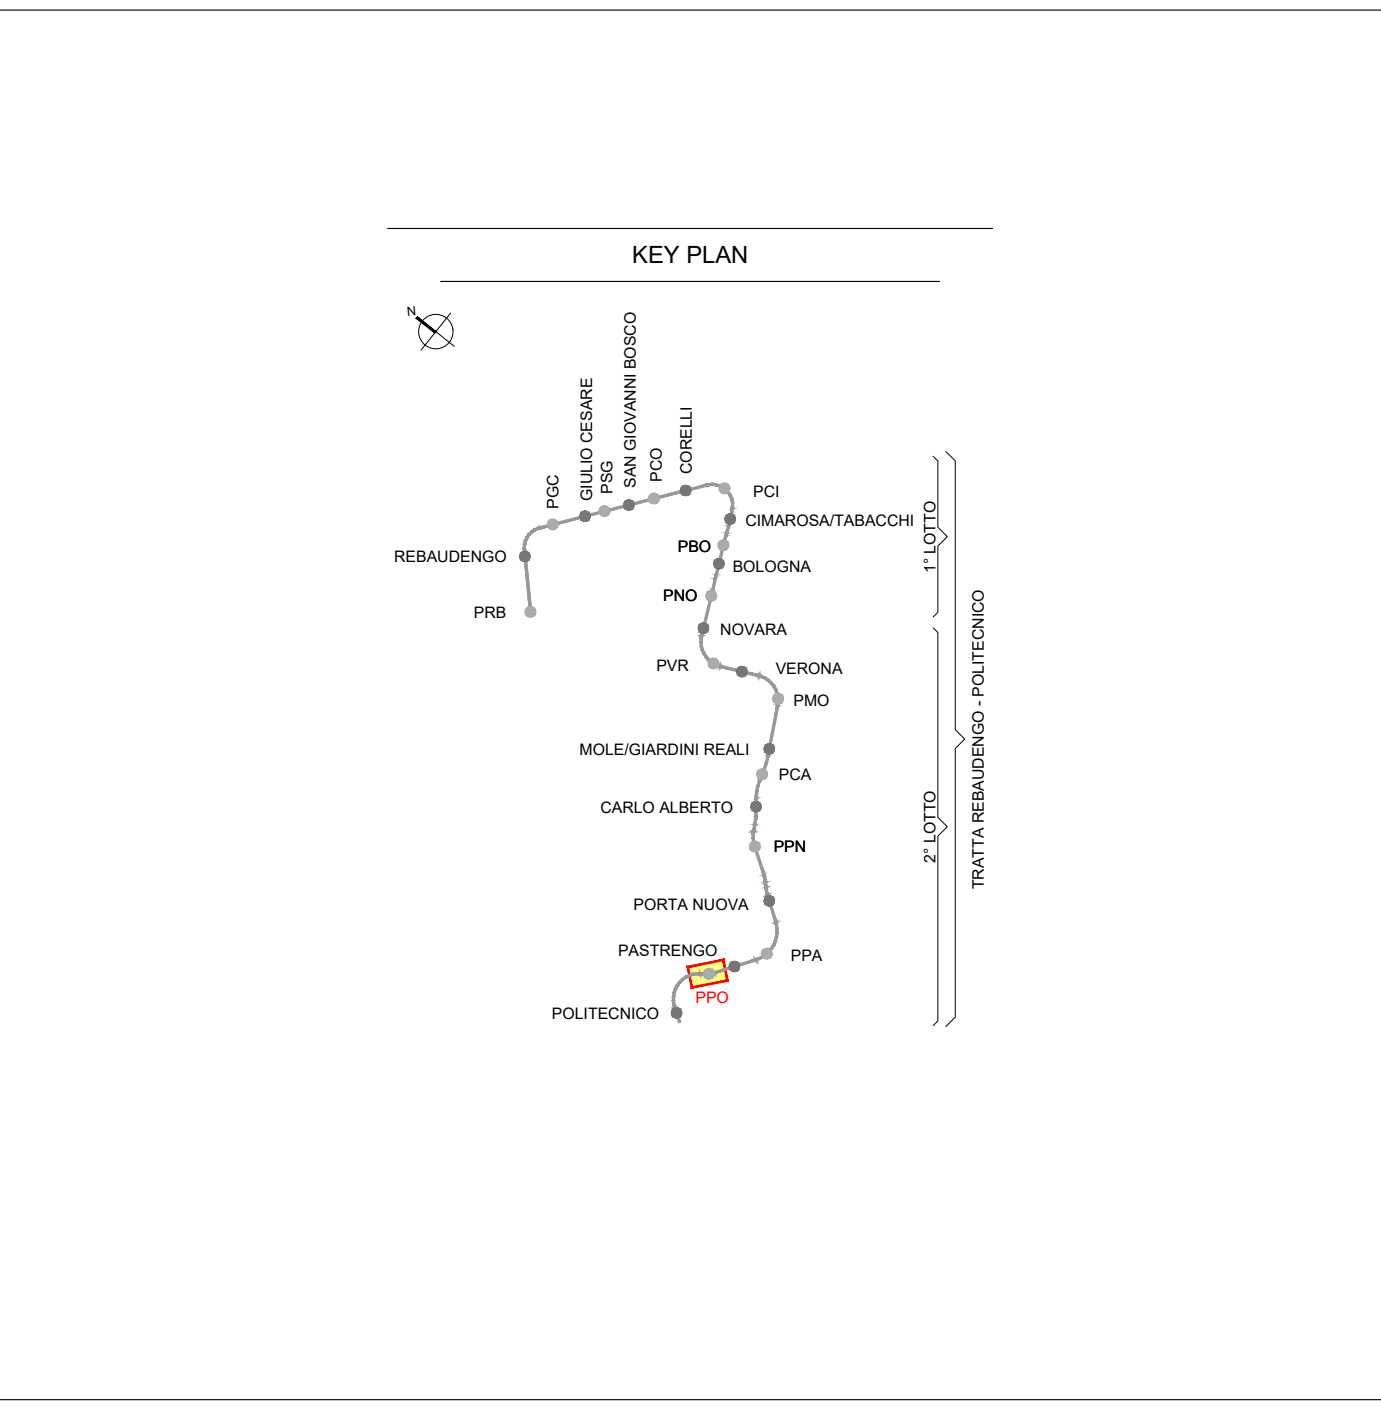 KEY PLAN
N
PGC
GIULIO CESARE
PSG
SAN GIOVANNI BOSCO
PCO
CORELLI
PCI
CIMAROSA/TABACCHI
PBO
REBAUDENGO
BOLOGNA
PNO
PRB
NOVARA
PVR
VERONA
PMO
MOLE/GIARDINI REALI
PCA
CARLO ALBERTO
PPN
PORTA NUOVA
PASTRENGO
PPA
PPO
POLITECNICO
1° LOTTO
2° LOTTO
TRATTA REBAUDENGO - POLITECNICO